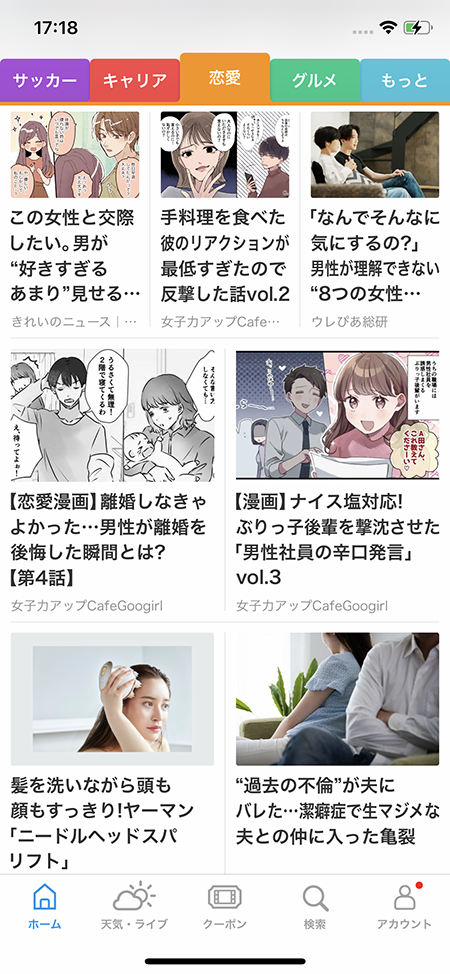 17:18
サッカー
キャリア
恋愛
グルメ
もっと
この女性と交際
したい。男が
“好きすぎる
あまり”見せる…
きれいのニュース｜…
手料理を食べた
彼のリアクションが
最低すぎたので
反撃した話vol.2
女子力アップCafe…
「なんでそんなに
気にするの?」
男性が理解できない
“8つの女性…
ウレぴあ総研
うるさくて無理!
2階で寝てくるわ
え、待ってよぉ!
そんな言い方
しなくても…
うちの職場には
男性社員を
誘惑しまくる
ぶりっ子後輩がいます
A田さん、
これ教えて
くださーい♡
【恋愛漫画】離婚しなきゃ
よかった…男性が離婚を
後悔した瞬間とは?
【第4話】
女子力アップCafeGoogirl
【漫画】ナイス塩対応!
ぶりっ子後輩を撃沈させた
「男性社員の辛口発言」
vol.3
女子力アップCafeGoogirl
髪を洗いながら頭も
顔もすっきり!ヤーマン
「ニードルヘッドスパ
リフト」
“過去の不倫”が夫に
バレた…潔癖症で生マジメな
夫との仲に入った亀裂
ホーム
天気・ライブ
クーポン
検索
アカウント